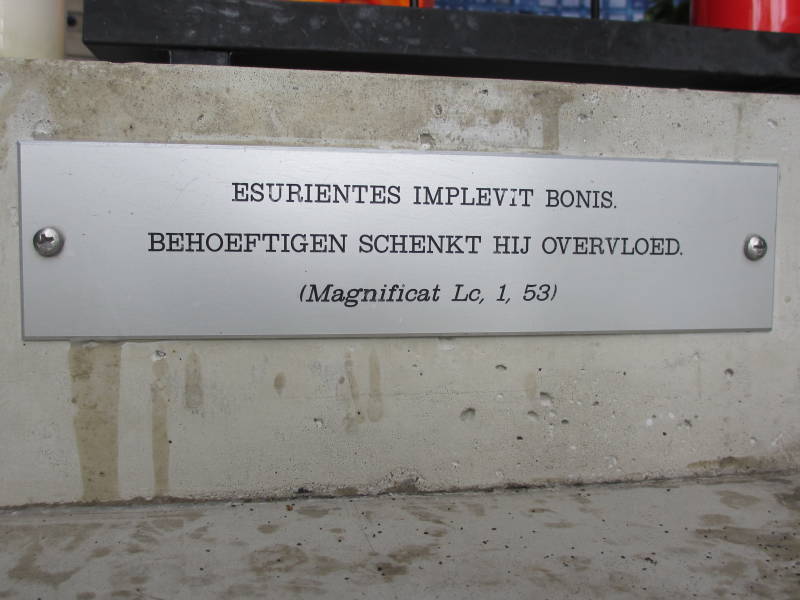 ESURIENTES IMPLEVIT BONIS.
BEHOEFTIGEN SCHENKT HIJ OVERVLOED.
(Magnificat Lc, 1, 53)